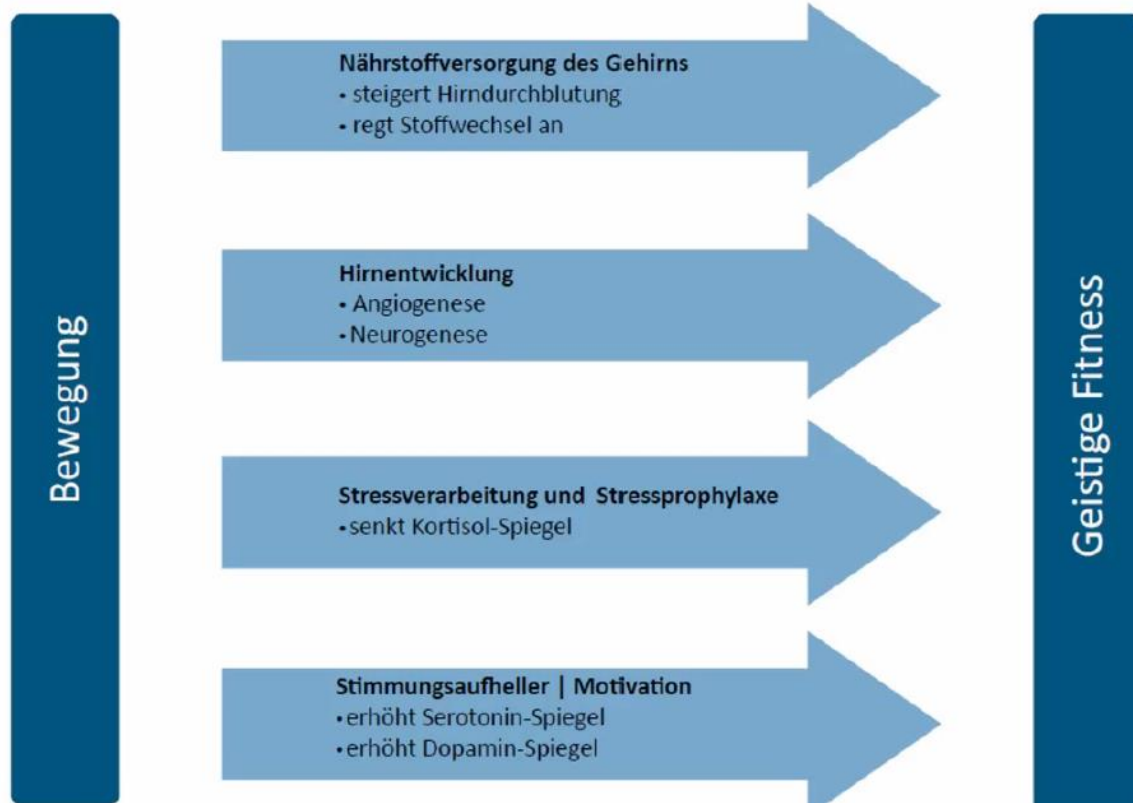 Bewegung
Nährstoffversorgung des Gehirns
• steigert Hirndurchblutung
• regt Stoffwechsel an
Hirnentwicklung
• Angiogenese
• Neurogenese
Stressverarbeitung und Stressprophylaxe
• senkt Kortisol-Spiegel
Stimmungsaufheller | Motivation
• erhöht Serotonin-Spiegel
• erhöht Dopamin-Spiegel
Geistige Fitness